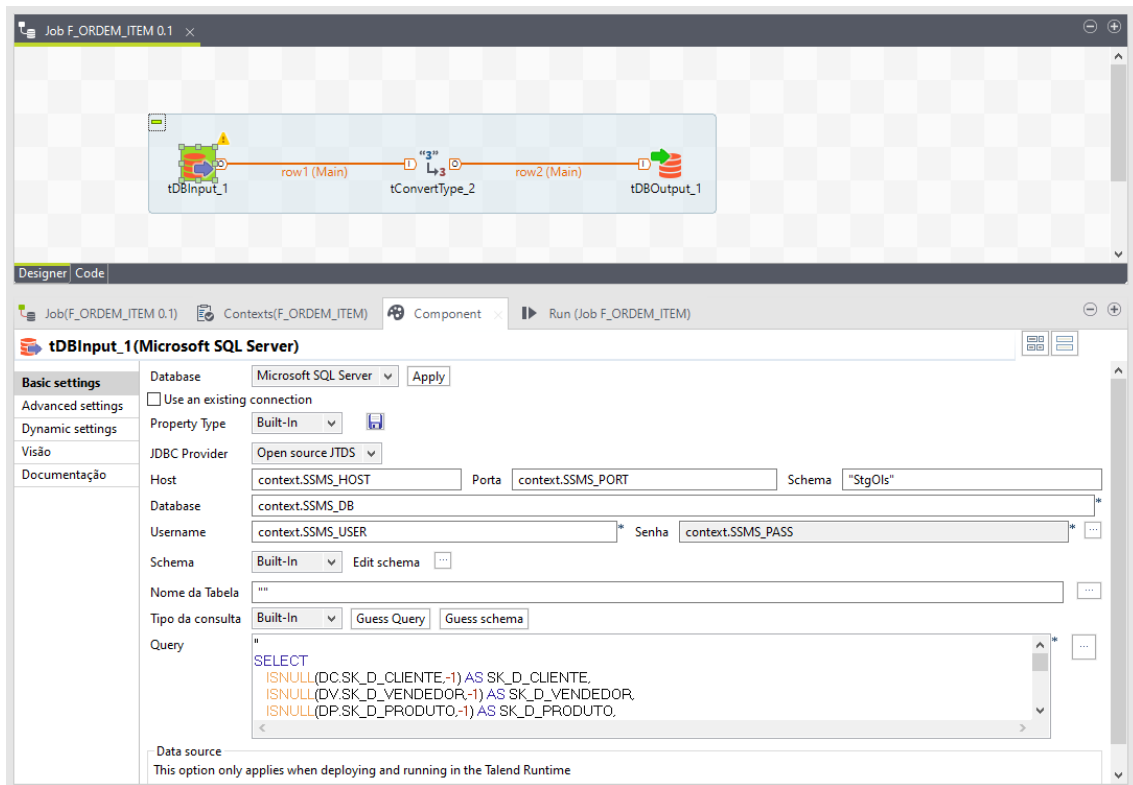 Job F_ORDEM_ITEM 0.1
"3"
3
row1 (Main)
row2 (Main)
tDBInput_1
tConvertType_2
tDBOutput_1
Designer Code
Job(F_ORDEM_ITEM 0.1) Contexts(F_ORDEM_ITEM) Component Run (Job F_ORDEM_ITEM)
tDBInput_1(Microsoft SQL Server)
Basic settings
Advanced settings
Dynamic settings
Visão
Documentação
Database Microsoft SQL Server Apply
Use an existing connection
Property Type Built-In
JDBC Provider Open source JTDS
Host context.SSMS_HOST Porta context.SSMS_PORT Schema "StgOls"
Database context.SSMS_DB *
Username context.SSMS_USER * Senha context.SSMS_PASS * ...
Schema Built-In Edit schema ...
Nome da Tabela "" ...
Tipo da consulta Built-In Guess Query Guess schema
Query " * ...
SELECT
ISNULL(DC.SK_D_CLIENTE,-1) AS SK_D_CLIENTE,
ISNULL(DV.SK_D_VENDEDOR,-1) AS SK_D_VENDEDOR,
ISNULL(DP.SK_D_PRODUTO,-1) AS SK_D_PRODUTO,
Data source
This option only applies when deploying and running in the Talend Runtime